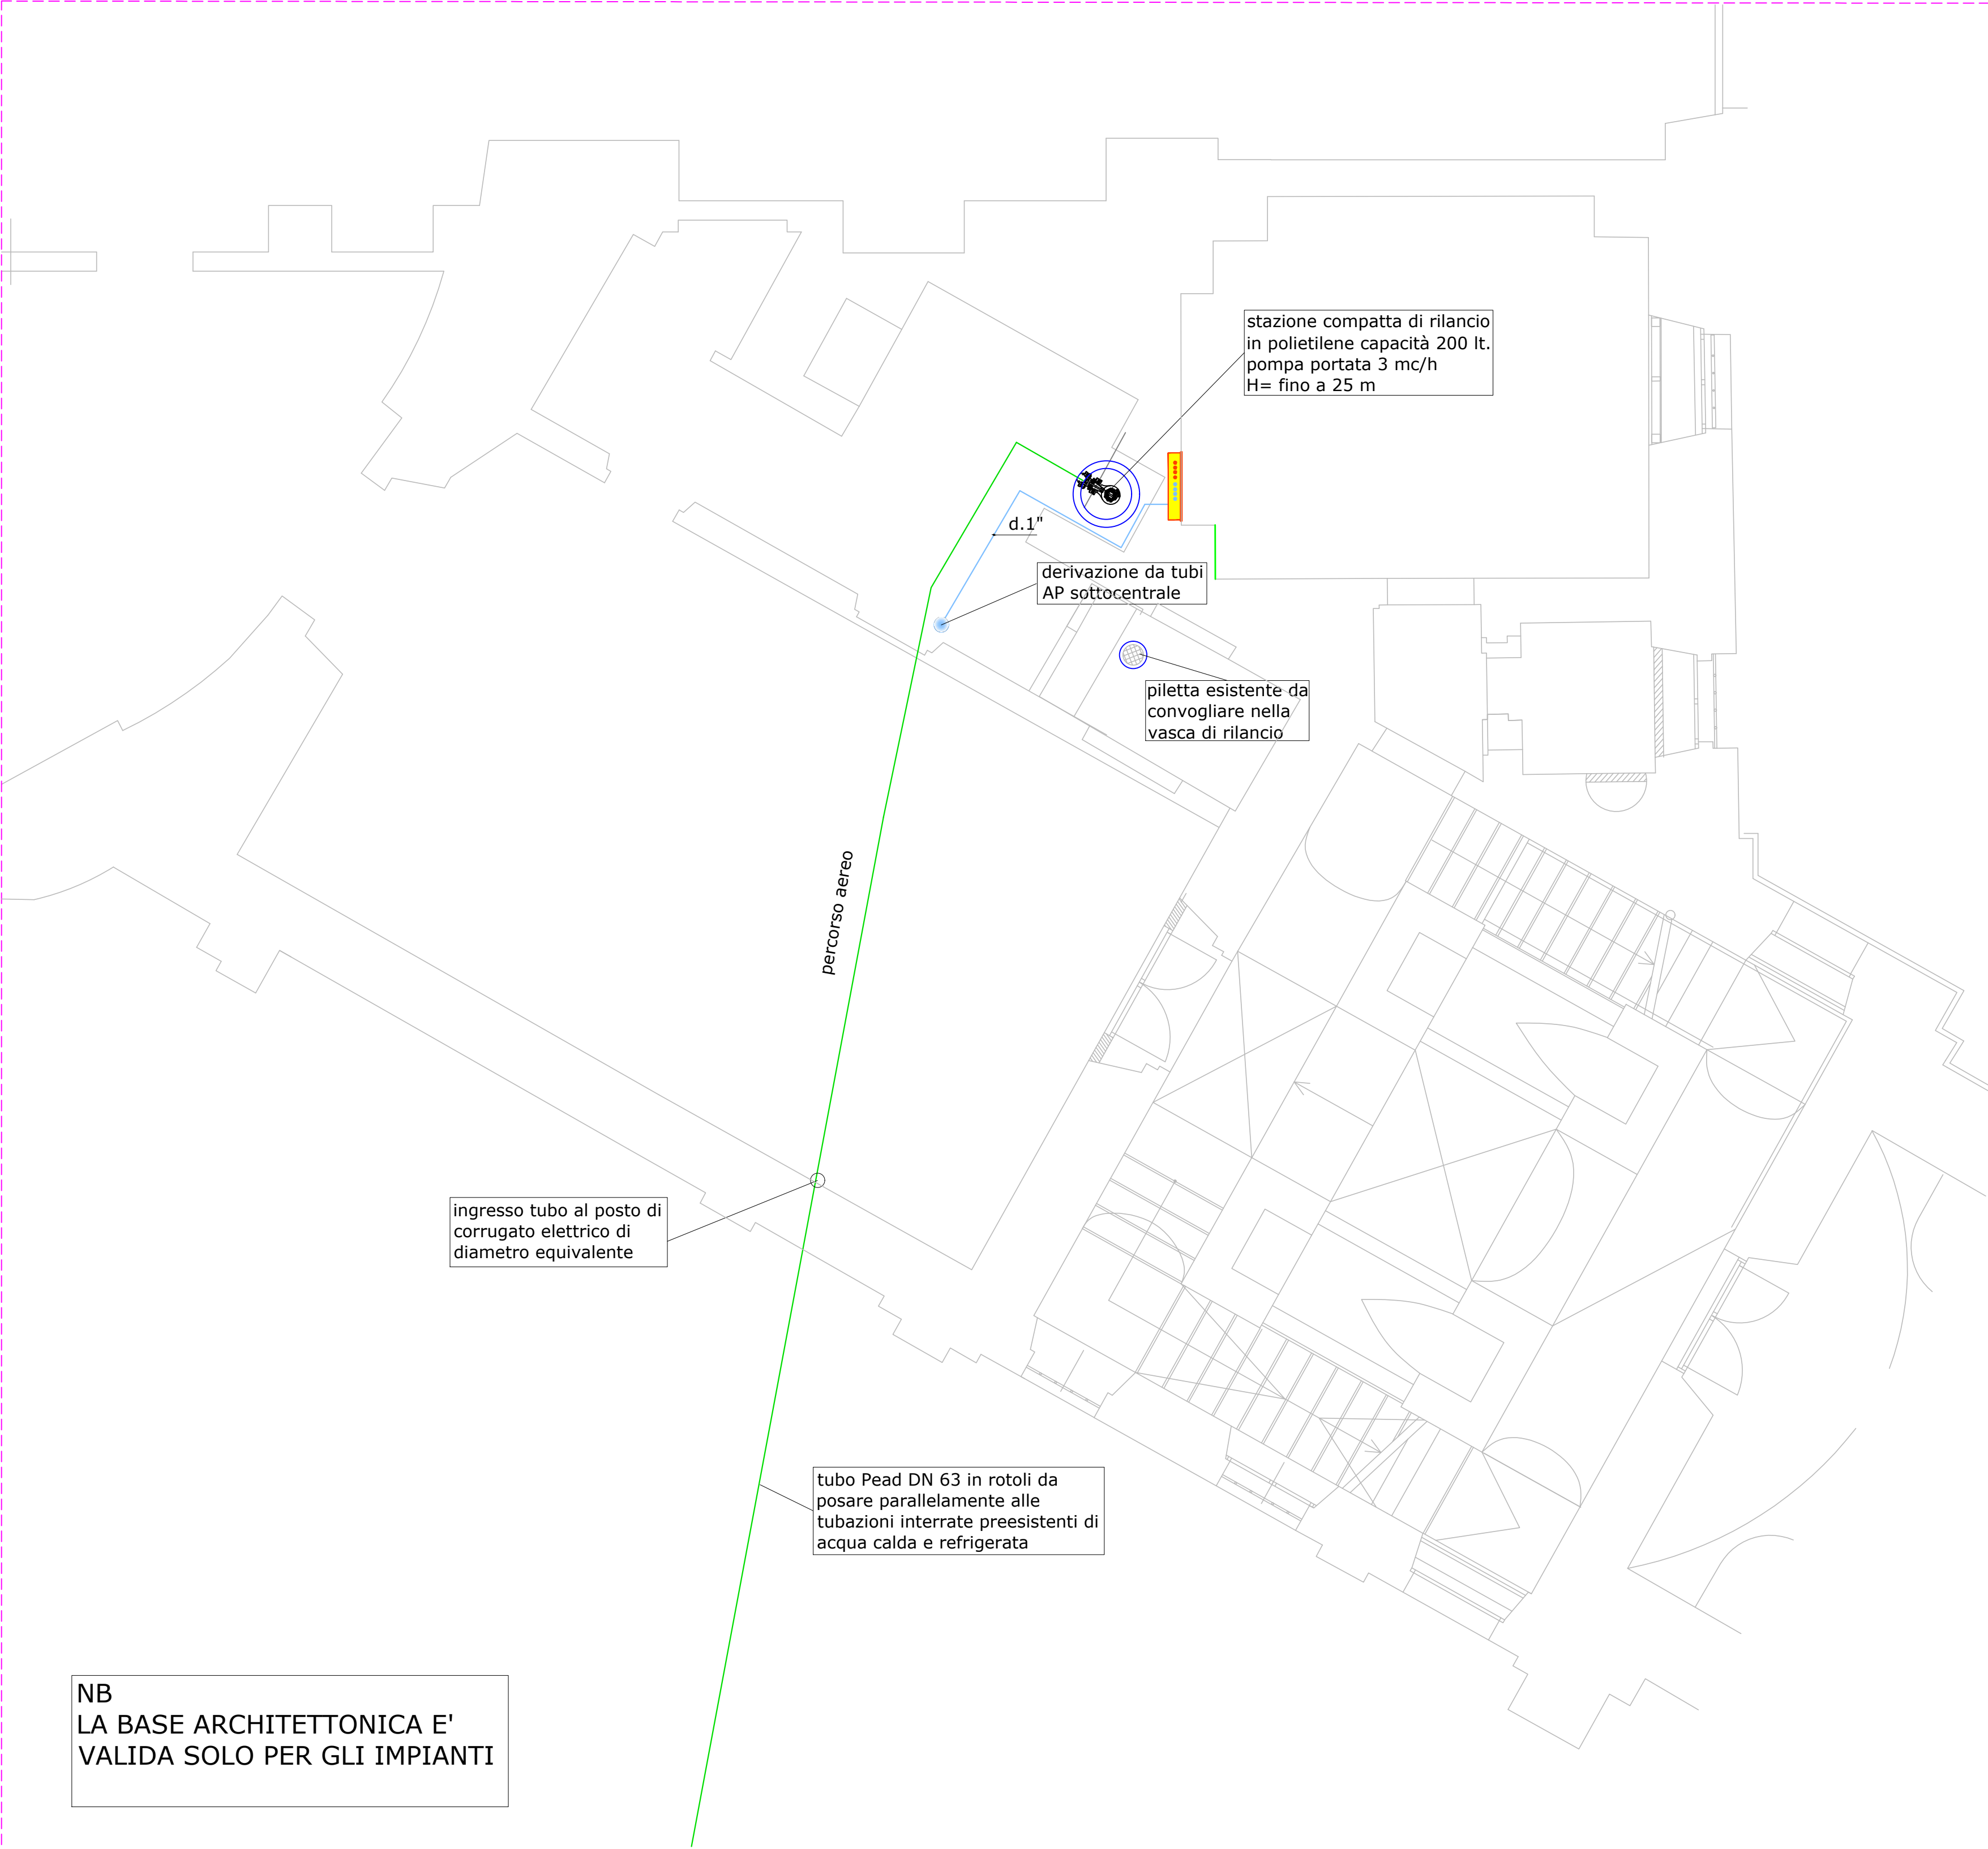 stazione compatta di rilancio
in polietilene capacità 200 lt.
pompa portata 3 mc/h
H= fino a 25 m
d.1"
derivazione da tubi
AP sottocentrale
piletta esistente da
convogliare nella
vasca di rilancio
percorso aereo
ingresso tubo al posto di
corrugato elettrico di
diametro equivalente
tubo Pead DN 63 in rotoli da
posare parallelamente alle
tubazioni interrate preesistenti di
acqua calda e refrigerata
NB
LA BASE ARCHITETTONICA E'
VALIDA SOLO PER GLI IMPIANTI